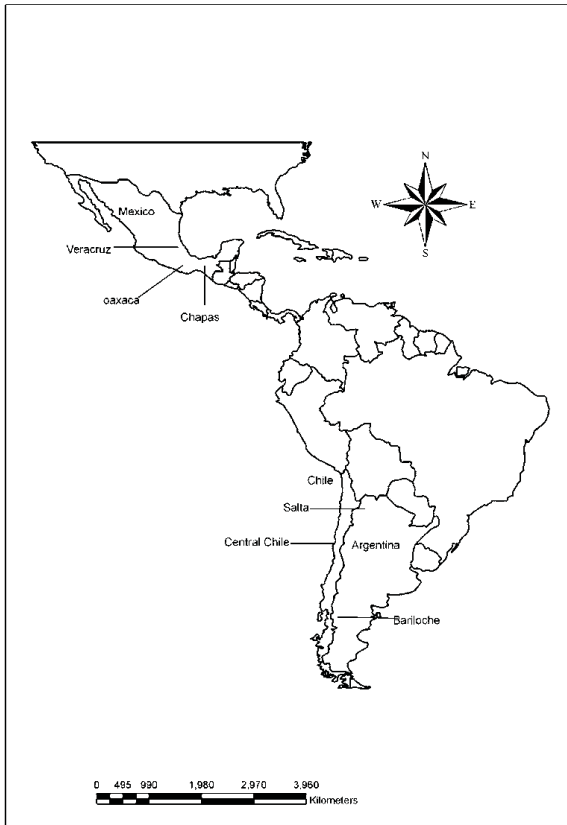 N
W E
S
Mexico
Veracruz
oaxaca
Chapas
Chile
Salta
Central Chile
Argentina
Bariloche
0 495 990 1,980 2,970 3,960
Kilometers